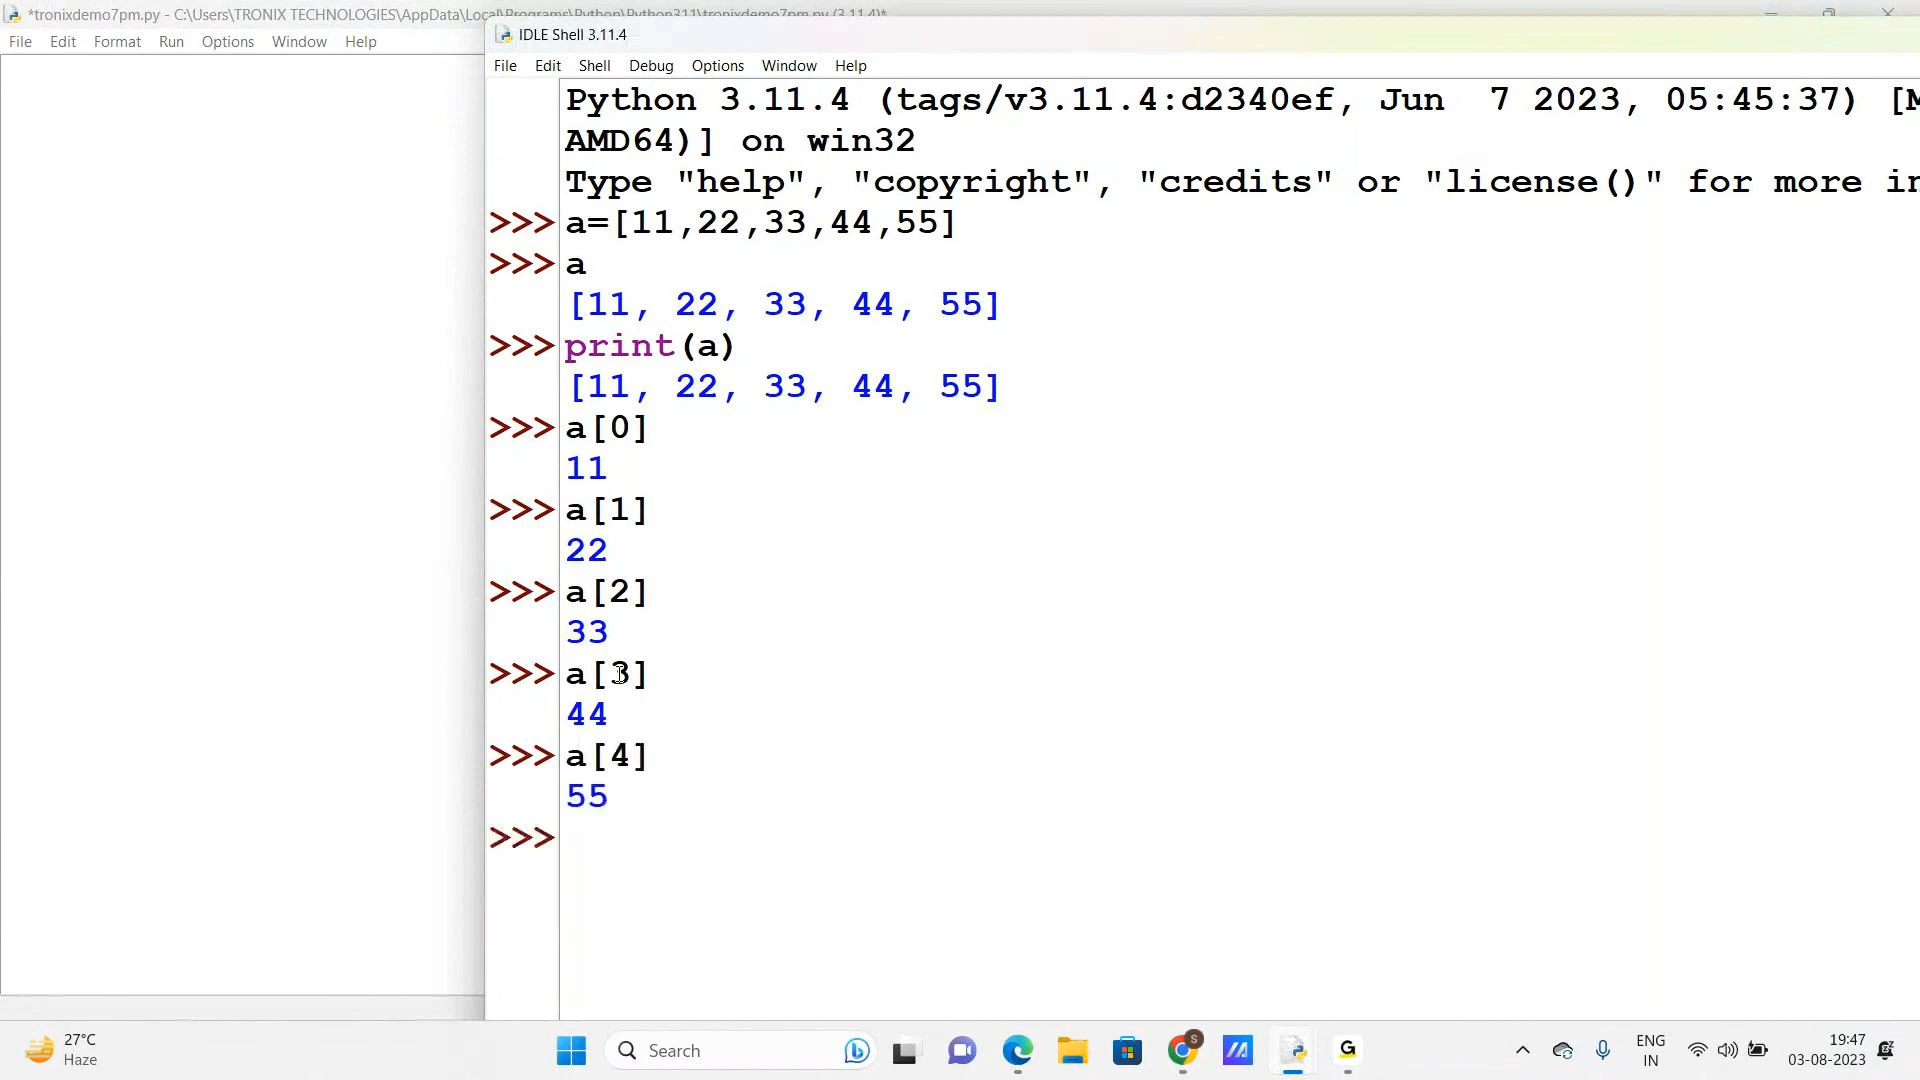 *tronixdemo7pm.py - C:\Users\TRONIX TECHNOLOGIES\AppData\Local\Programs\Python\Python311\tronixdemo7pm.py (3.11.4)*
File Edit Format Run Options Window Help
IDLE Shell 3.11.4
File Edit Shell Debug Options Window Help
Python 3.11.4 (tags/v3.11.4:d2340ef, Jun  7 2023, 05:45:37) [M
AMD64)] on win32
Type "help", "copyright", "credits" or "license()" for more in
>>> a=[11,22,33,44,55]
>>> a
[11, 22, 33, 44, 55]
>>> print(a)
[11, 22, 33, 44, 55]
>>> a[0]
11
>>> a[1]
22
>>> a[2]
33
>>> a[3]
44
>>> a[4]
55
>>>
27°C
Haze
Search
S
G
ENG
IN
19:47
03-08-2023